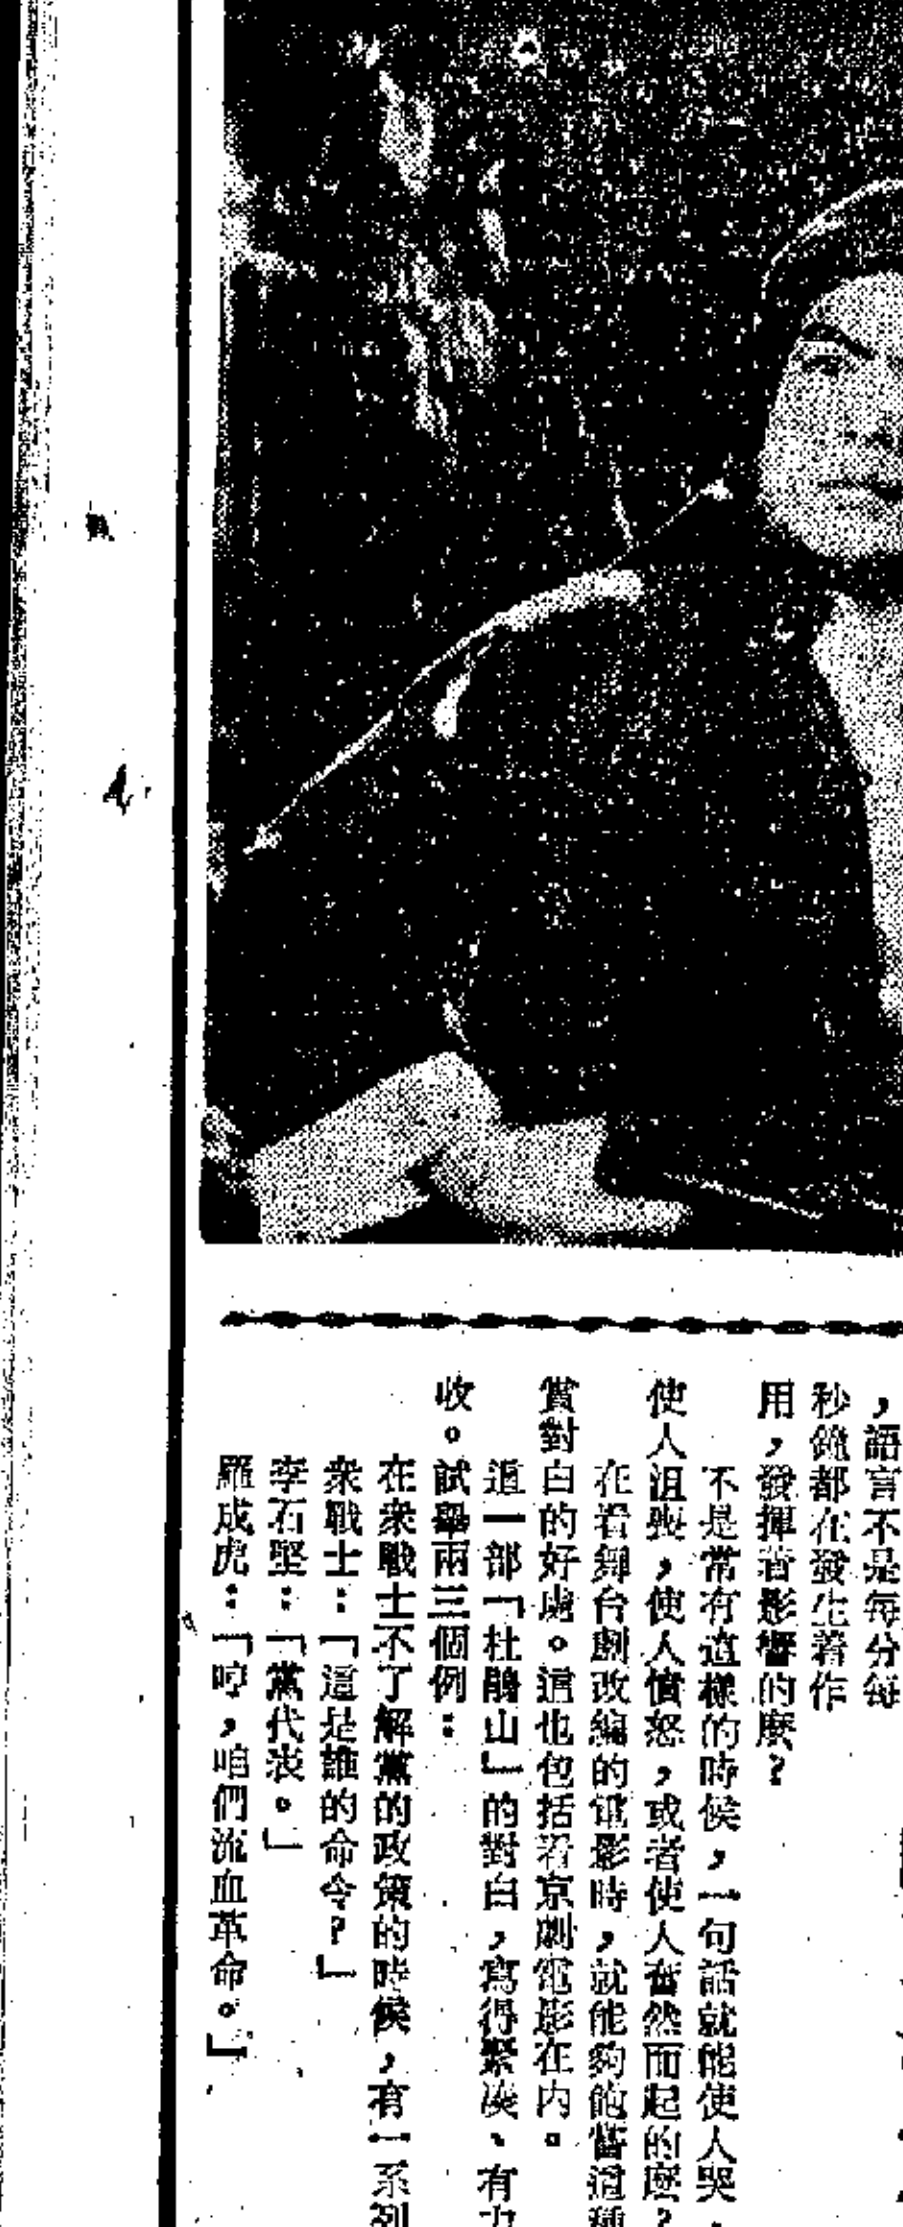 ，語言不是每分每
秒鐘都在發生著作
用，發揮着影響的麼？
不是常有這樣的時候，一句話就能使人哭，
使人沮喪，使人憤怒，或者使人奮然而起的麼？
在看舞台劇改編的電影時，就能夠飽嘗這種
賞對白的好處。這也包括看京劇電影在內。
這一部「杜鵑山」的對白，寫得緊湊、有力
收。試舉兩三個例：
在衆戰士不了解黨的政策的時候，有一系列
衆戰士：「這是誰的命令？」
李石堅：「黨代表。」
羅成虎：「哼，咱們流血革命。」